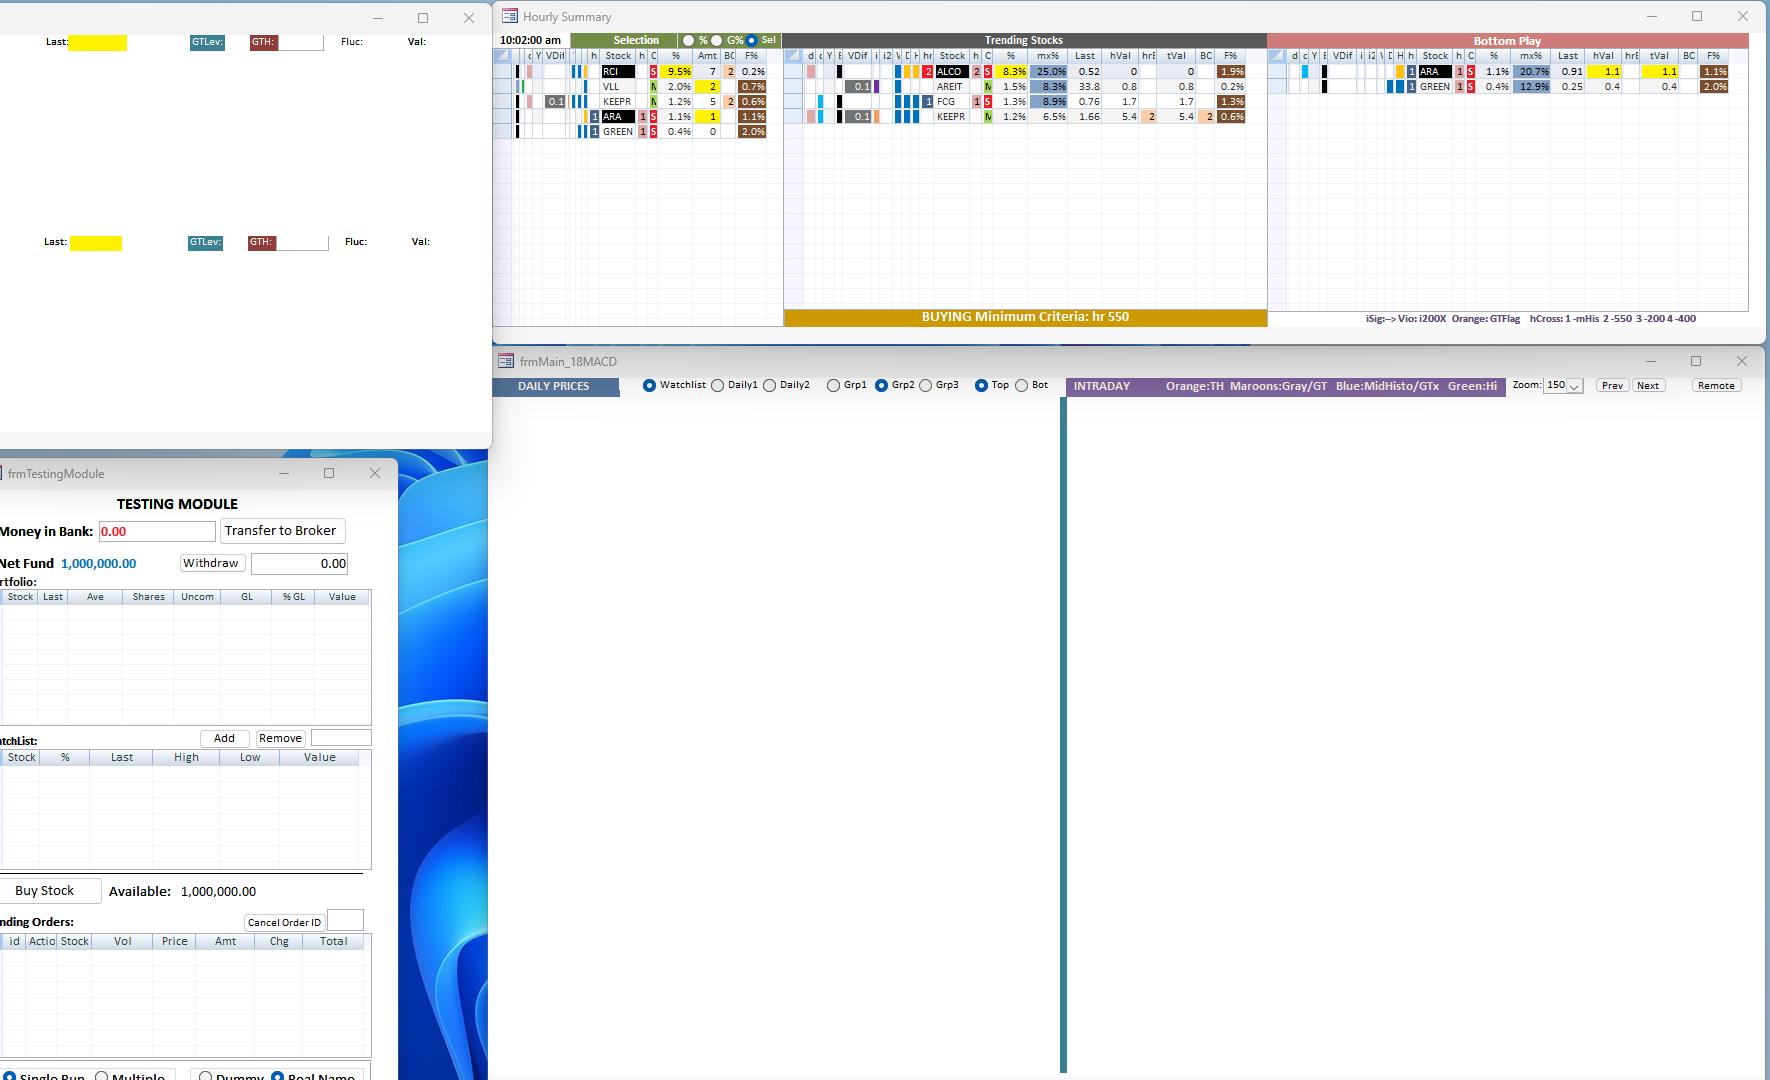 Hourly Summary
Last: GTLev: GTH: Fluc: Val:
10:02:00 am Selection % G% Sel Trending Stocks Bottom Play
Y VDif h Stock h C % Amt BC F% d c Y E VDif i i2 V D H hr Stock h C % mx% Last hVal hrE tVal BC F% d c Y E VDif i i2 D H h Stock h C % mx% Last hVal hrE tVal BC F%
RCI S 9.5% 7 2 0.2% 2 ALCO 2 S 8.3% 25.0% 0.52 0 0 1.9% 1 ARA 1 S 1.1% 20.7% 0.91 1.1 1.1 1.1%
VLL 2.0% 2 0.7% 0.1 AREIT 1.5% 8.3% 33.8 0.8 0.8 0.2% 1 GREEN 1 S 0.4% 12.9% 0.25 0.4 0.4 2.0%
0.1 KEEPR 1.2% 5 2 0.6% 1 FCG 1 S 1.3% 8.9% 0.76 1.7 1.7 1.3%
1 ARA 1 S 1.1% 1 1.1% 0.1 KEEPR 1.2% 6.5% 1.66 5.4 2 5.4 2 0.6%
1 GREEN 1 S 0.4% 0 2.0%
Last: GTLev: GTH: Fluc: Val:
BUYING Minimum Criteria: hr 550
iSig:--> Vio: i200X Orange: GTFlag hCross: 1 -mHis 2 -550 3 -200 4 -400
frmMain_18MACD
DAILY PRICES Watchlist Daily1 Daily2 Grp1 Grp2 Grp3 Top Bot INTRADAY Orange:TH Maroons:Gray/GT Blue:MidHisto/GTx Green:Hi Zoom: 150 Prev Next Remote
frmTestingModule
TESTING MODULE
Money in Bank: 0.00 Transfer to Broker
Net Fund 1,000,000.00 Withdraw 0.00
rtfolio:
Stock Last Ave Shares Uncom GL % GL Value
tchList: Add Remove
Stock % Last High Low Value
Buy Stock Available: 1,000,000.00
nding Orders: Cancel Order ID
id Actio Stock Vol Price Amt Chg Total
Single Run Multiple Dummy Real Name